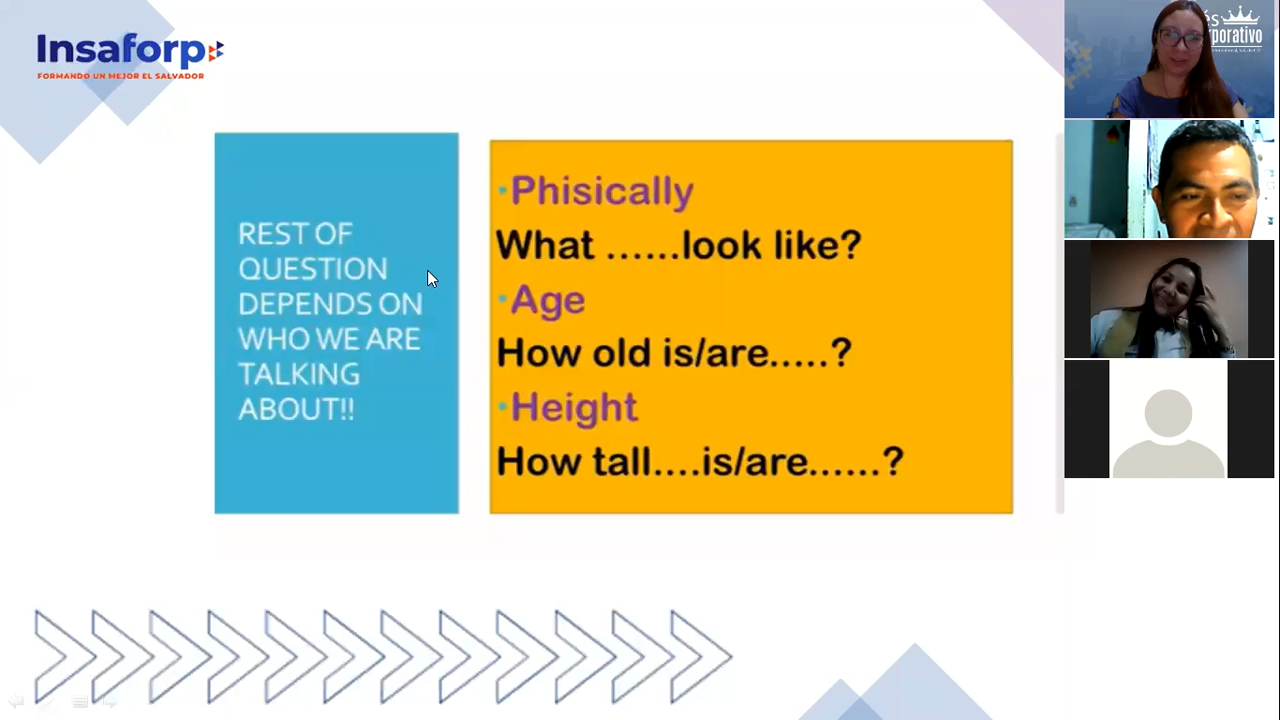 Insaforp
FORMANDO UN MEJOR EL SALVADOR
REST OF
QUESTION
DEPENDS ON
WHO WE ARE
TALKING
ABOUT!!
•Phisically
What ......look like?
•Age
How old is/are.....?
•Height
How tall....is/are......?